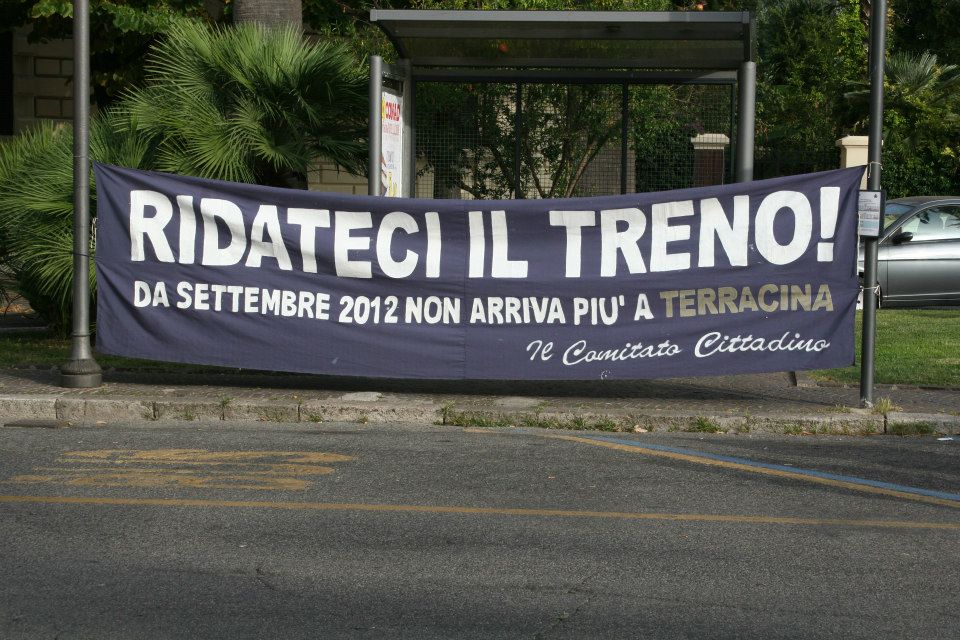 RIDATECI IL TRENO!
DA SETTEMBRE 2012 NON ARRIVA PIU' A TERRACINA
Il Comitato Cittadino